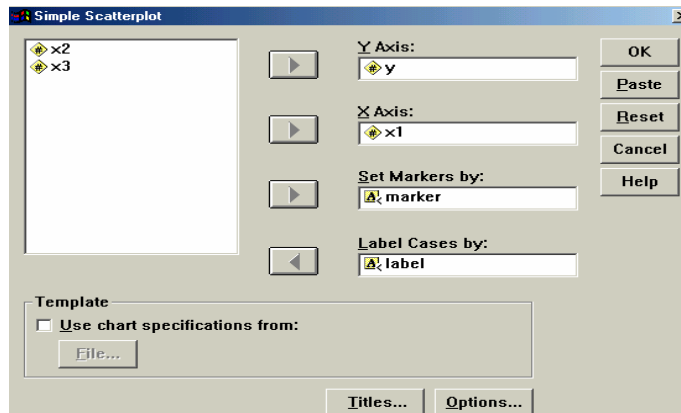 Simple Scatterplot
x2
x3
Y Axis:
y
X Axis:
x1
Set Markers by:
marker
Label Cases by:
label
OK
Paste
Reset
Cancel
Help
Template
Use chart specifications from:
File...
Titles...
Options...